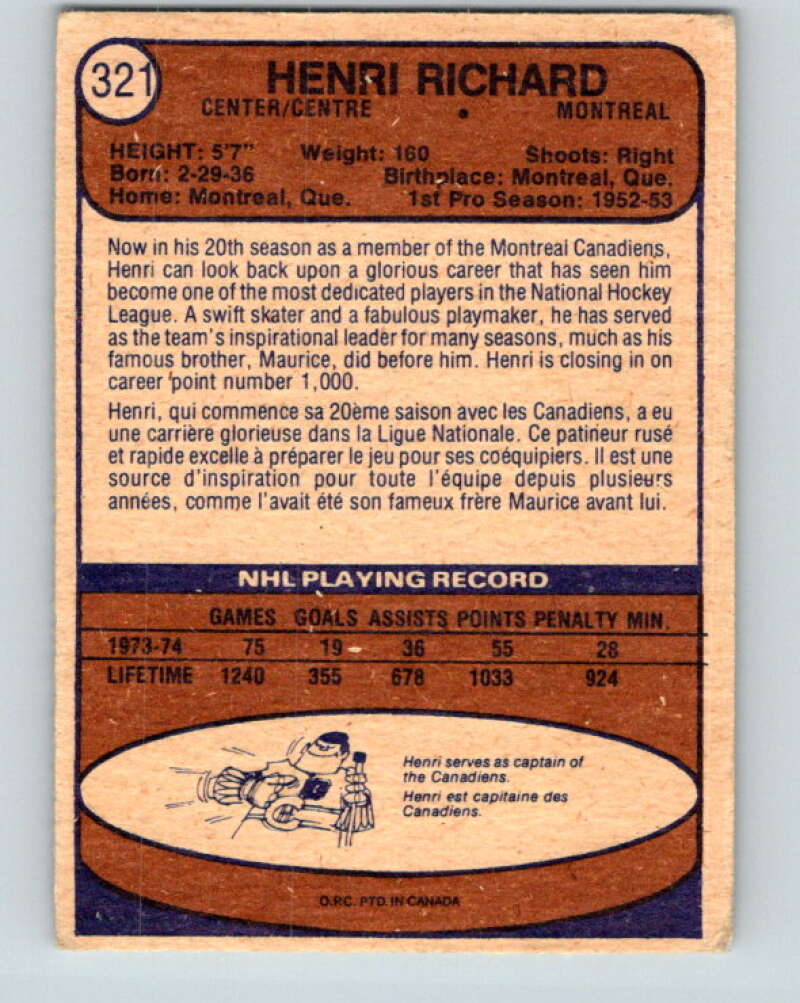 321
HENRI RICHARD
CENTER/CENTRE • MONTREAL
HEIGHT: 5'7" Weight: 160 Shoots: Right
Born: 2-29-36 Birthplace: Montreal, Que.
Home: Montreal, Que. 1st Pro Season: 1952-53
Now in his 20th season as a member of the Montreal Canadiens,
Henri can look back upon a glorious career that has seen him
become one of the most dedicated players in the National Hockey
League. A swift skater and a fabulous playmaker, he has served
as the team's inspirational leader for many seasons, much as his
famous brother, Maurice, did before him. Henri is closing in on
career point number 1,000.
Henri, qui commence sa 20ème saison avec les Canadiens, a eu
une carrière glorieuse dans la Ligue Nationale. Ce patineur rusé
et rapide excelle à préparer le jeu pour ses coéquipiers. Il est une
source d'inspiration pour toute l'équipe depuis plusieurs
années, comme l'avait été son fameux frère Maurice avant lui.
NHL PLAYING RECORD
GAMES GOALS ASSISTS POINTS PENALTY MIN.
1973-74 75 19 36 55 28
LIFETIME 1240 355 678 1033 924
Henri serves as captain of
the Canadiens.
Henri est capitaine des
Canadiens.
O.P.C. PTD. IN CANADA